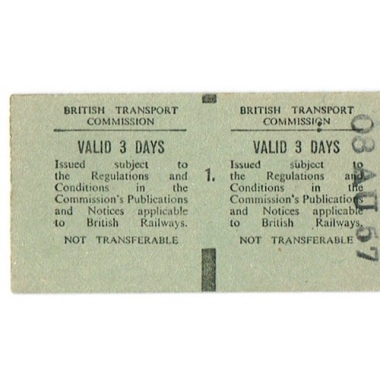 BRITISH TRANSPORT
COMMISSION
VALID 3 DAYS
Issued subject to
the Regulations and
Conditions in the
Commission's Publications
and Notices applicable
to British Railways.
NOT TRANSFERABLE
1.
BRITISH TRANSPORT
COMMISSION
VALID 3 DAYS
Issued subject to
the Regulations and
Conditions in the
Commission's Publications
and Notices applicable
to British Railways.
NOT TRANSFERABLE
08 AU 57